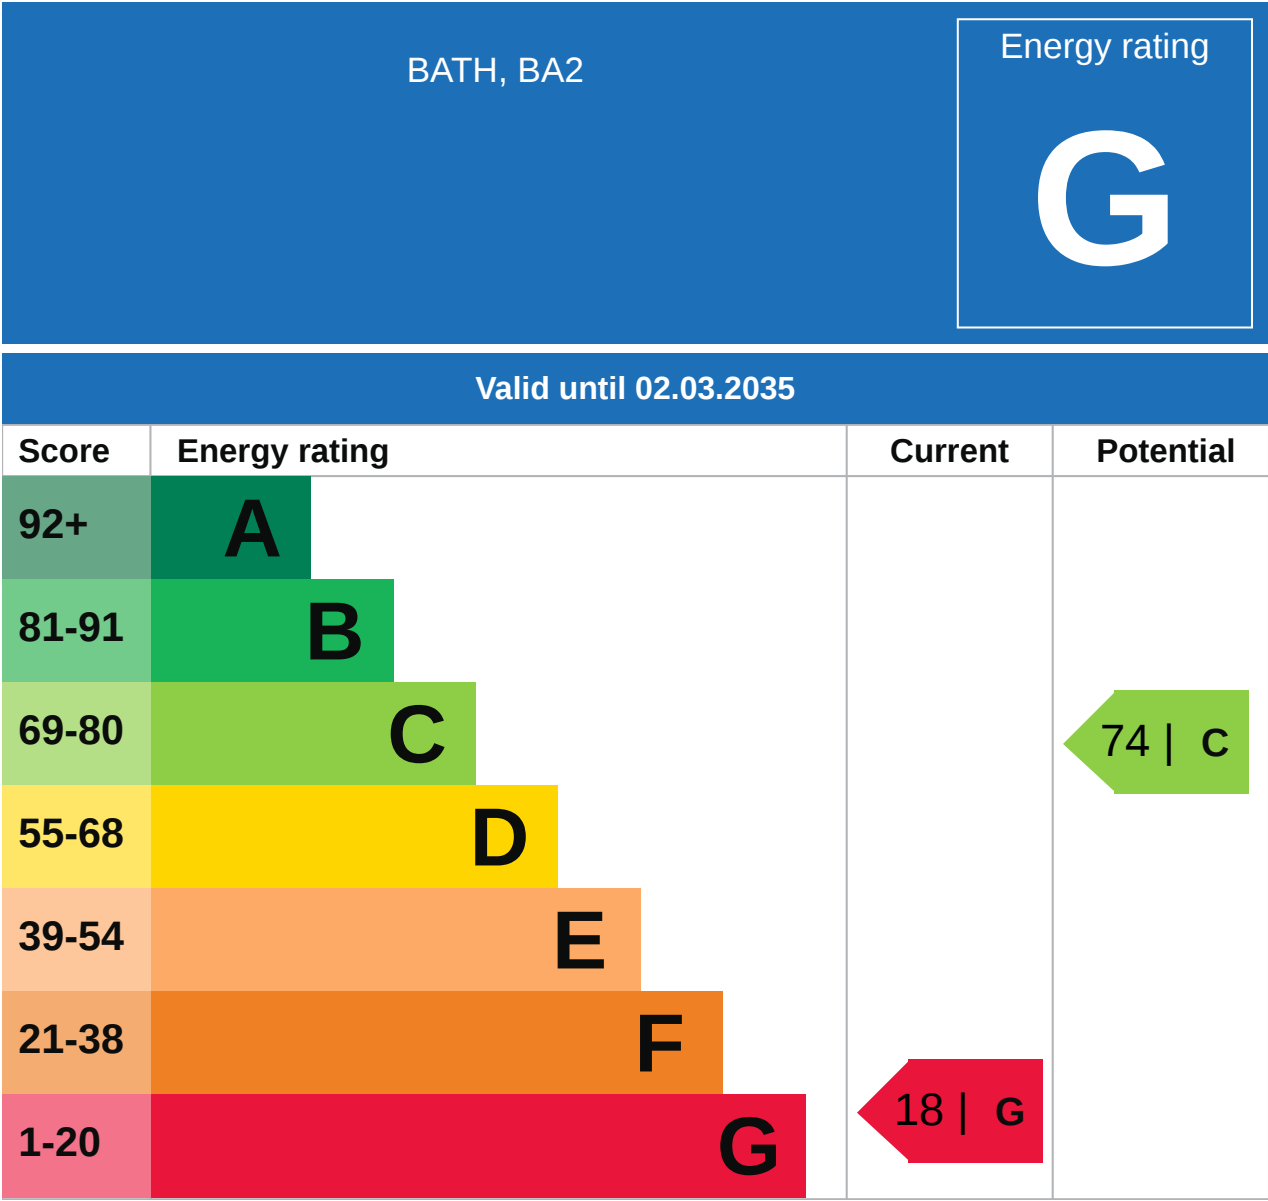 BATH, BA2
Energy rating
G
Valid until 02.03.2035
Score Energy rating Current Potential
92+ A
81-91 B
69-80 C 74 | C
55-68 D
39-54 E
21-38 F
1-20 G 18 | G